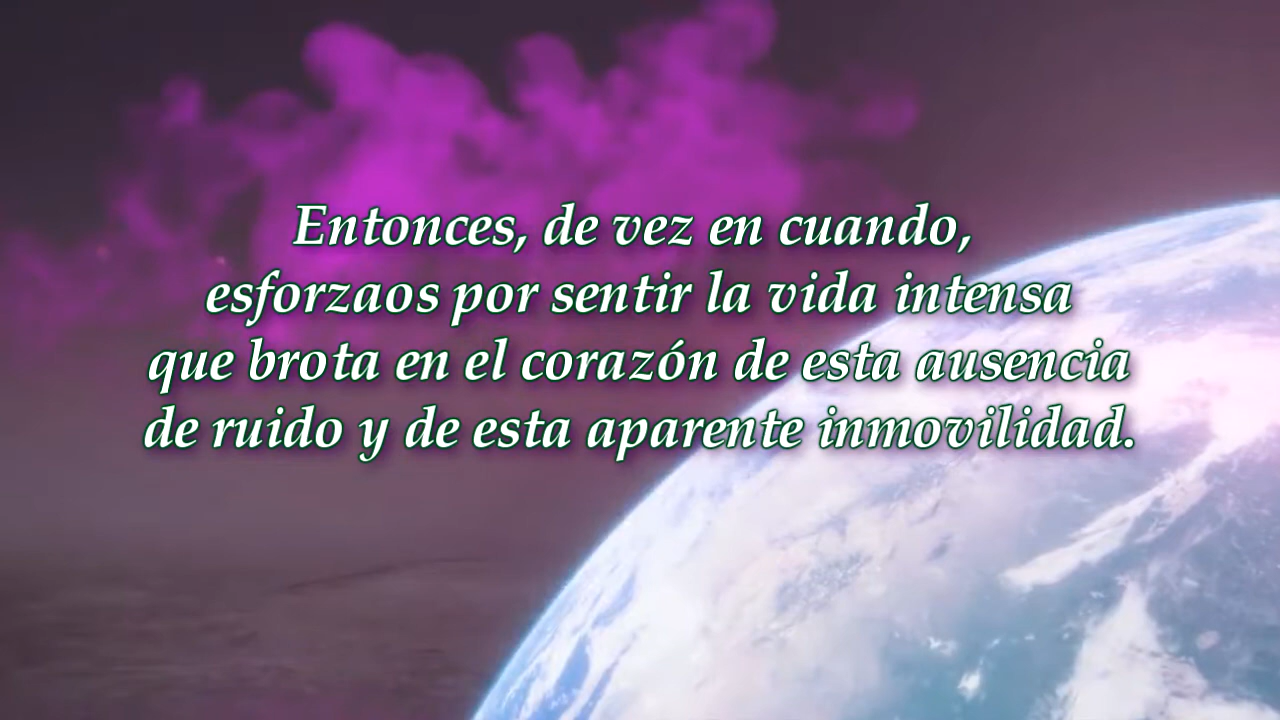 Entonces, de vez en cuando,
esforzaos por sentir la vida intensa
que brota en el corazón de esta ausencia
de ruido y de esta aparente inmovilidad.